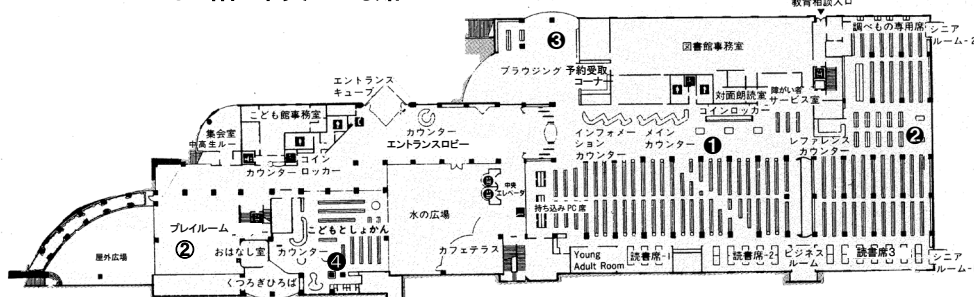 教育相談入口
調べもの専用席
シニア
ルーム-2
❸
図書館事務室
ブラウジング
予約受取
コーナー
エントランス
キューブ
対面朗読室
障がい者
サービス室
コインロッカー
こども館事務室
集会室
中高生ルー
カウンター
エントランスロビー
インフォメー
ション
カウンター
メイン
カウンター
❶
レファレンス
カウンター
❷
コイン
ロッカー
カウンター
中央
エレベータ
持ち込みPC席
水の広場
プレイルーム
②
こどもとしょかん
おはなし室
カウンター
❹
カフェテラス
屋外広場
くつろぎひろば
Young
Adult Room
読書席-1
読書席-2
ビジネス
ルーム
読書席3
シニア
ルーム-